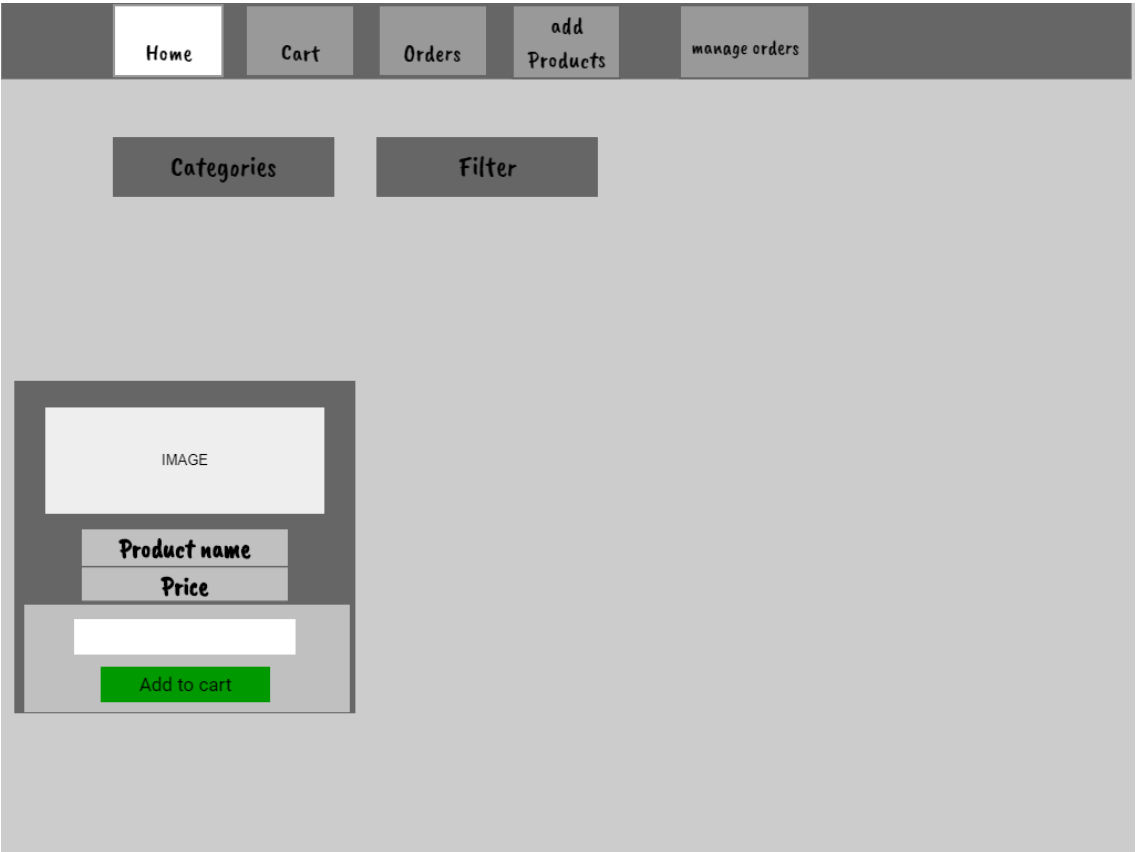 Home
Cart
Orders
add
Products
manage orders
Categories
Filter
IMAGE
Product name
Price
Add to cart